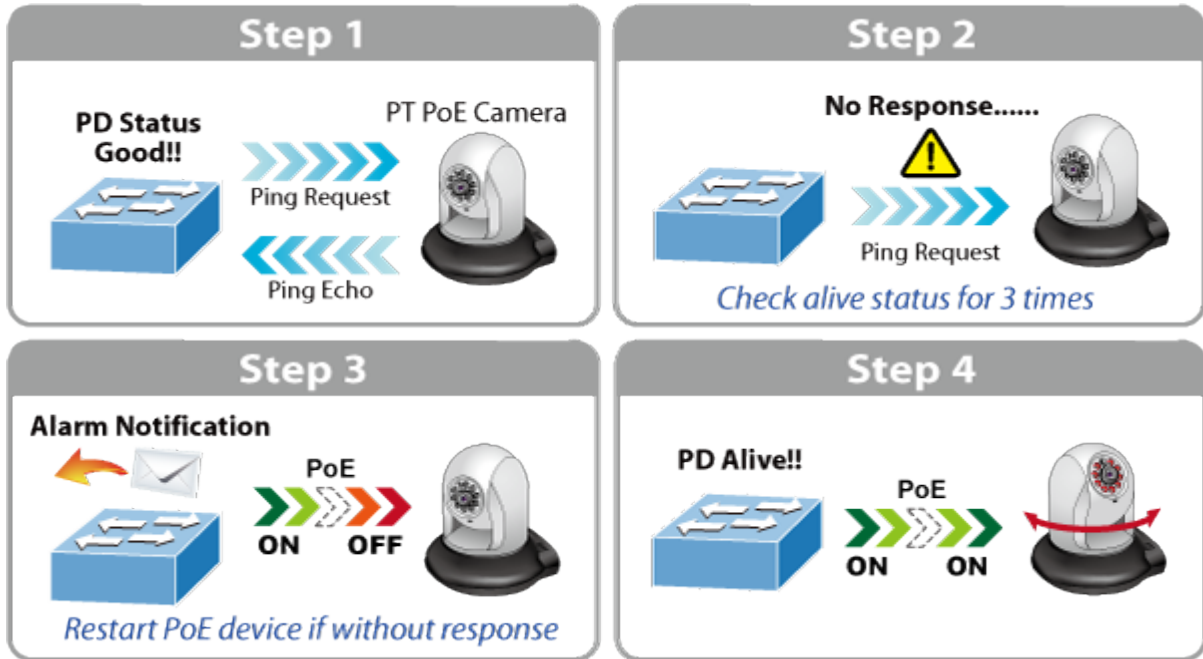 Step 1
PD Status
Good!!
PT PoE Camera
Ping Request
Ping Echo
Step 2
No Response......
Ping Request
Check alive status for 3 times
Step 3
Alarm Notification
PoE
ON OFF
Restart PoE device if without response
Step 4
PD Alive!!
PoE
ON ON